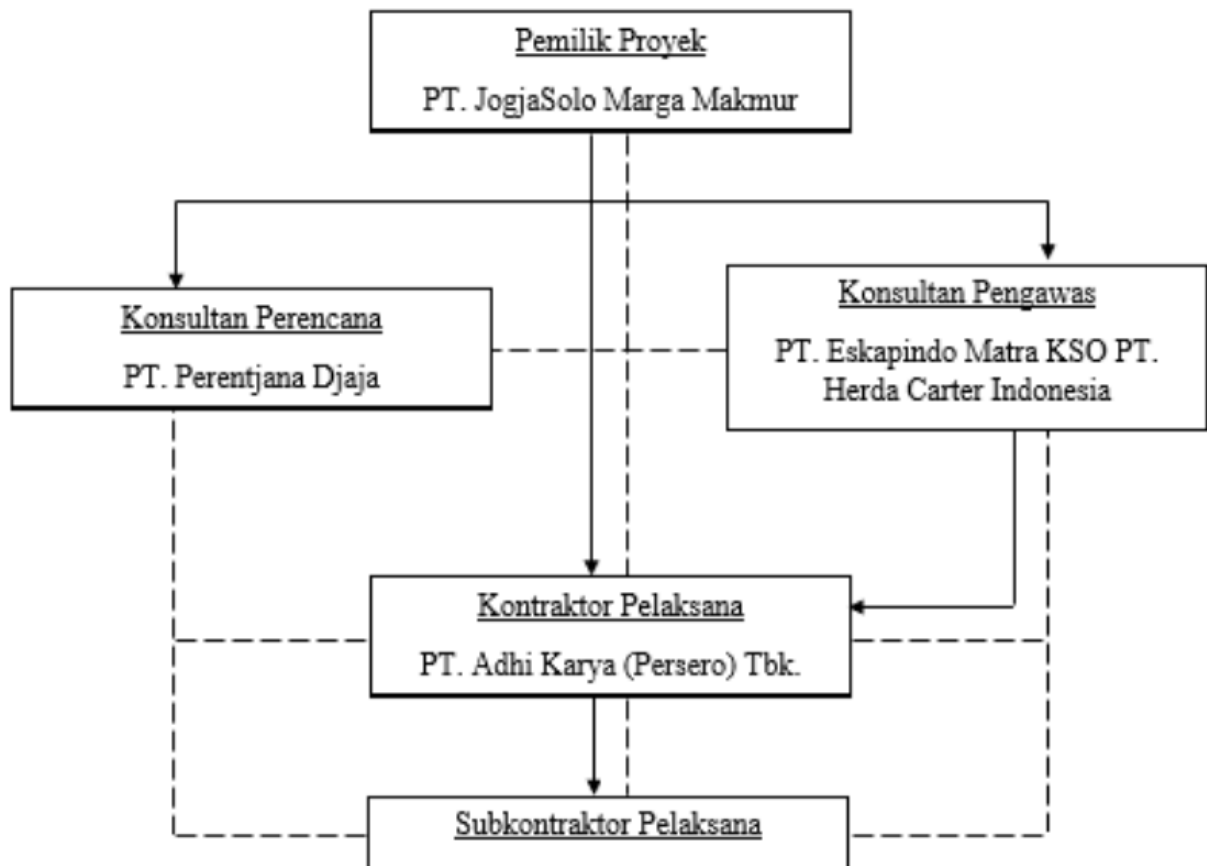 Pemilik Proyek
PT. JogjaSolo Marga Makmur
Konsultan Perencana
PT. Perentjana Djaja
Konsultan Pengawas
PT. Eskapindo Matra KSO PT.
Herda Carter Indonesia
Kontraktor Pelaksana
PT. Adhi Karya (Persero) Tbk.
Subkontraktor Pelaksana